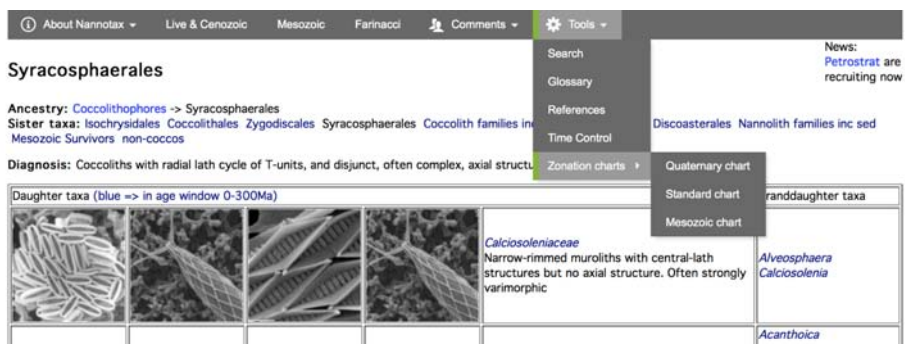 About Nannotax
Live & Cenozoic
Mesozoic
Farinacci
Comments
Tools
Search
Glossary
References
Time Control
Zonation charts
Quaternary chart
Standard chart
Mesozoic chart
News:
Petrostrat are
recruiting now
Syracosphaerales
Ancestry: Coccolithophores -> Syracosphaerales
Sister taxa: Isochrysidales Coccolithales Zygodiscales Syracosphaerales Coccolith families Discoasterales Nannolith families inc sed
Mesozoic Survivors non-coccos
Diagnosis: Coccoliths with radial lath cycle of T-units, and disjunct, often complex, axial
Daughter taxa (blue => in age window 0-300Ma)
granddaughter taxa
Calciosoleniaceae
Narrow-rimmed muroliths with central-lath
structures but no axial structure. Often strongly
varimorphic
Alveosphaera
Calciosolenia
Acanthoica